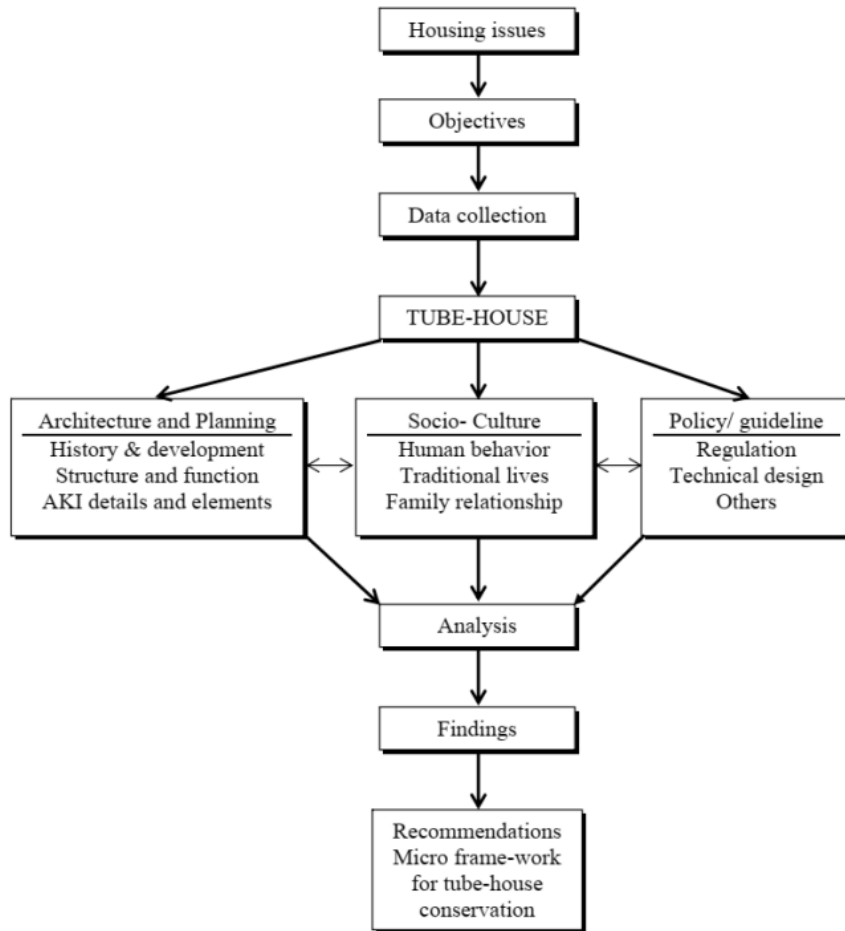 Housing issues
Objectives
Data collection
TUBE-HOUSE
Architecture and Planning
History & development
Structure and function
AKI details and elements
Socio- Culture
Human behavior
Traditional lives
Family relationship
Policy/ guideline
Regulation
Technical design
Others
Analysis
Findings
Recommendations
Micro frame-work
for tube-house
conservation